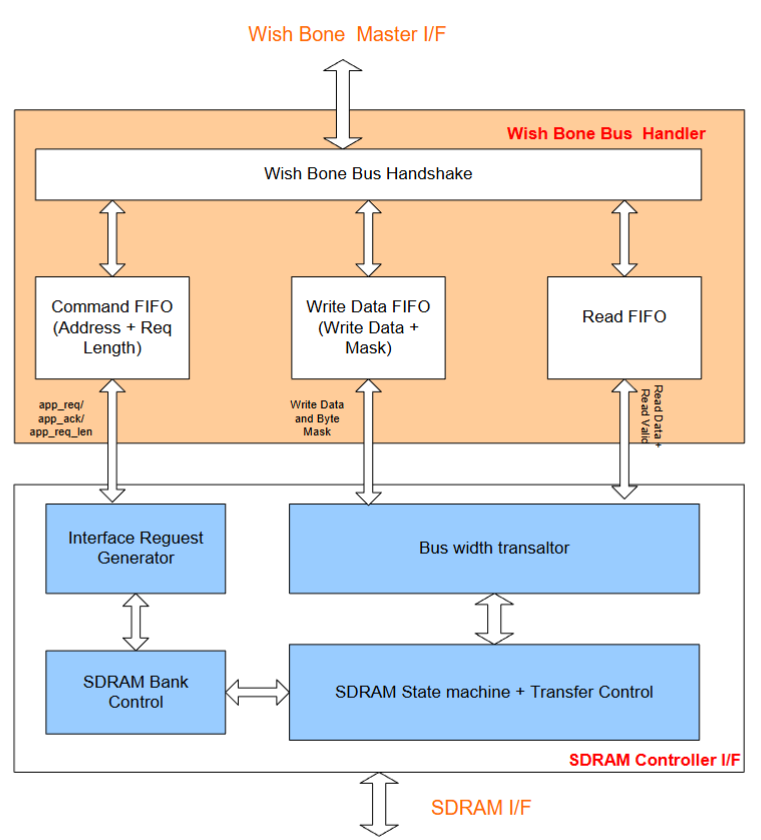 Wish Bone Master I/F
Wish Bone Bus Handler
Wish Bone Bus Handshake
Command FIFO
(Address + Req
Length)
Write Data FIFO
(Write Data +
Mask)
Read FIFO
app_req/
app_ack/
app_req_len
Write Data
and Byte
Mask
Read Data +
Read Valid
Interface Reguest
Generator
Bus width transaltor
SDRAM Bank
Control
SDRAM State machine + Transfer Control
SDRAM Controller I/F
SDRAM I/F